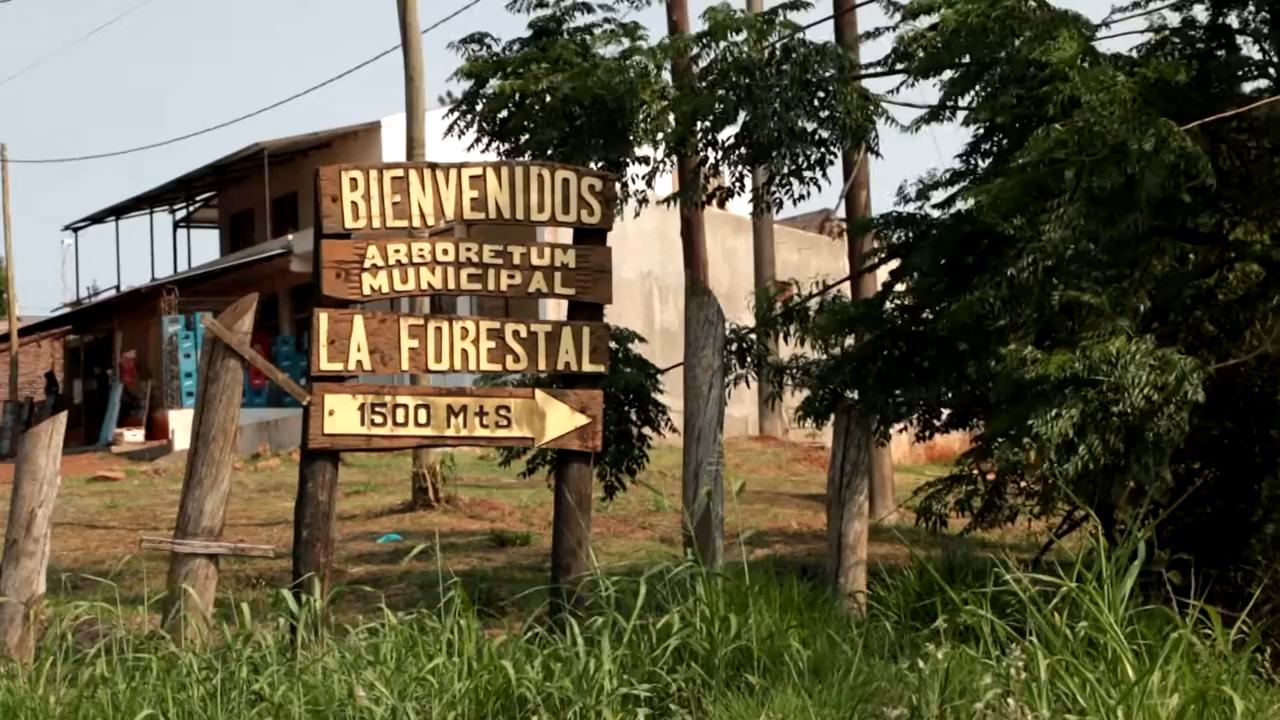 BIENVENIDOS
ARBORETUM
MUNICIPAL
LA FORESTAL
1500 MtS